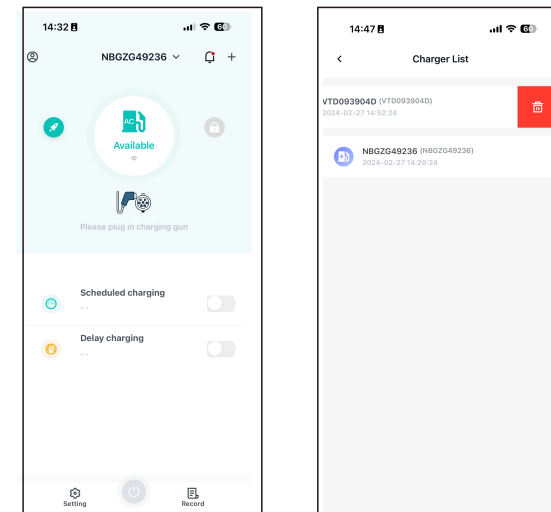 14:32
60
NBGZG49236
AC
Available
Please plug in charging gun
Scheduled charging
--
Delay charging
--
Setting
Record
14:47
60
Charger List
VTD093904D (VTD093904D)
2024-02-27 14:52:24
NBGZG49236 (NBGZG49236)
2024-02-27 14:20:24